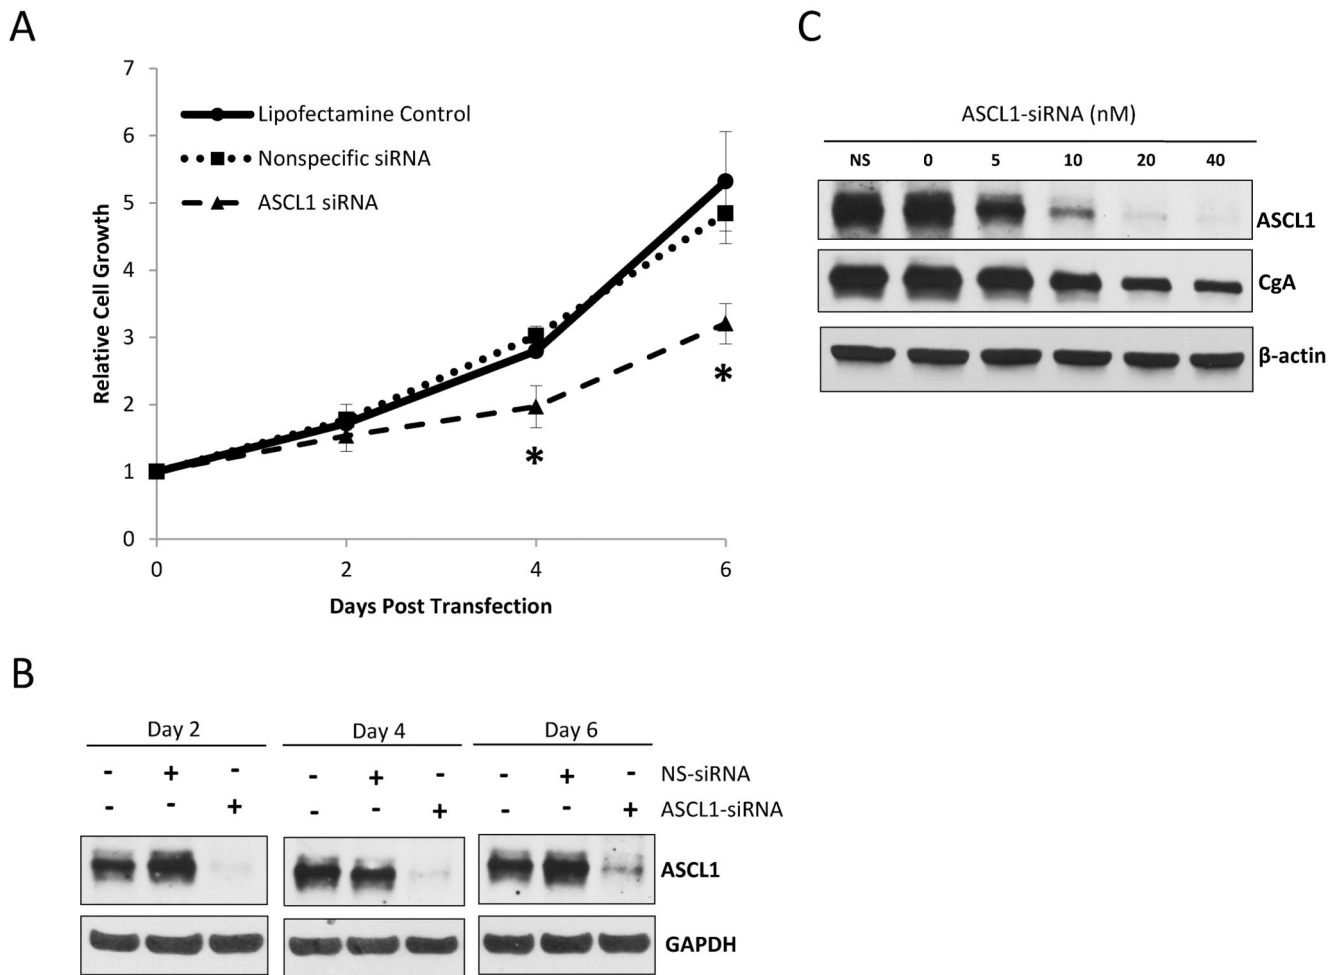 A
7
6
5
4
3
2
1
0
Relative Cell Growth
Lipofectamine Control
Nonspecific siRNA
ASCL1 siRNA
*
*
0 2 4 6
Days Post Transfection
C
ASCL1-siRNA (nM)
NS 0 5 10 20 40
ASCL1
CgA
β-actin
B
Day 2 Day 4 Day 6
- + - - + - - + - NS-siRNA
- - + - - + - - + ASCL1-siRNA
ASCL1
GAPDH